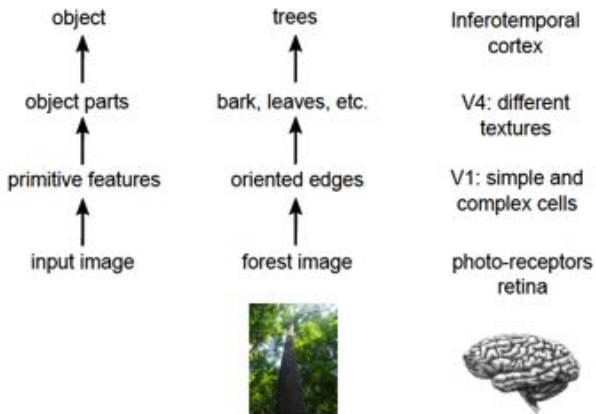 object
trees
Inferotemporal
cortex
object parts
bark, leaves, etc.
V4: different
textures
primitive features
oriented edges
V1: simple and
complex cells
input image
forest image
photo-receptors
retina